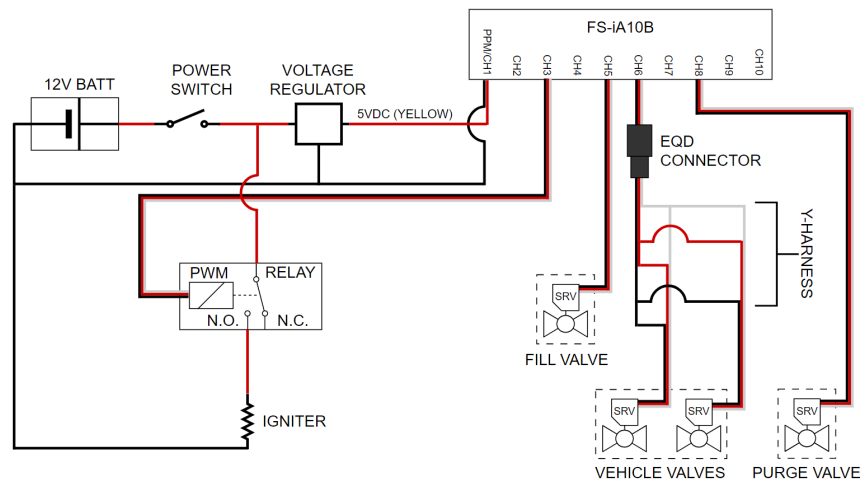 FS-iA10B
PPM/CH1
CH2
CH3
CH4
CH5
CH6
CH7
CH8
CH9
CH10
12V BATT
POWER
SWITCH
VOLTAGE
REGULATOR
5VDC (YELLOW)
EQD
CONNECTOR
Y-HARNESS
PWM
RELAY
N.O.
N.C.
SRV
FILL VALVE
IGNITER
SRV
SRV
SRV
VEHICLE VALVES
PURGE VALVE